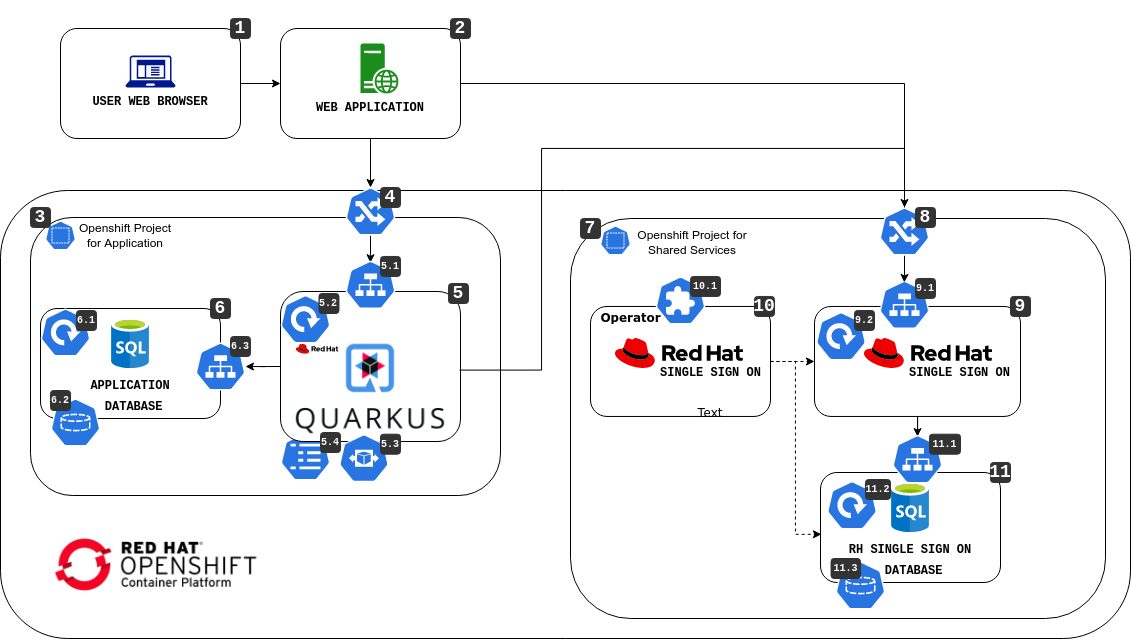 1
USER WEB BROWSER
2
WEB APPLICATION
3
Openshift Project
for Application
4
5.1
5
5.2
Red Hat
QUARKUS
5.4
5.3
6
6.1
SQL
6.3
APPLICATION
DATABASE
6.2
7
Openshift Project for
Shared Services
8
10.1
10
Operator
Red Hat
SINGLE SIGN ON
Text
9.1
9
9.2
Red Hat
SINGLE SIGN ON
11.1
11
11.2
SQL
RH SINGLE SIGN ON
DATABASE
11.3
RED HAT®
OPENSHIFT
Container Platform